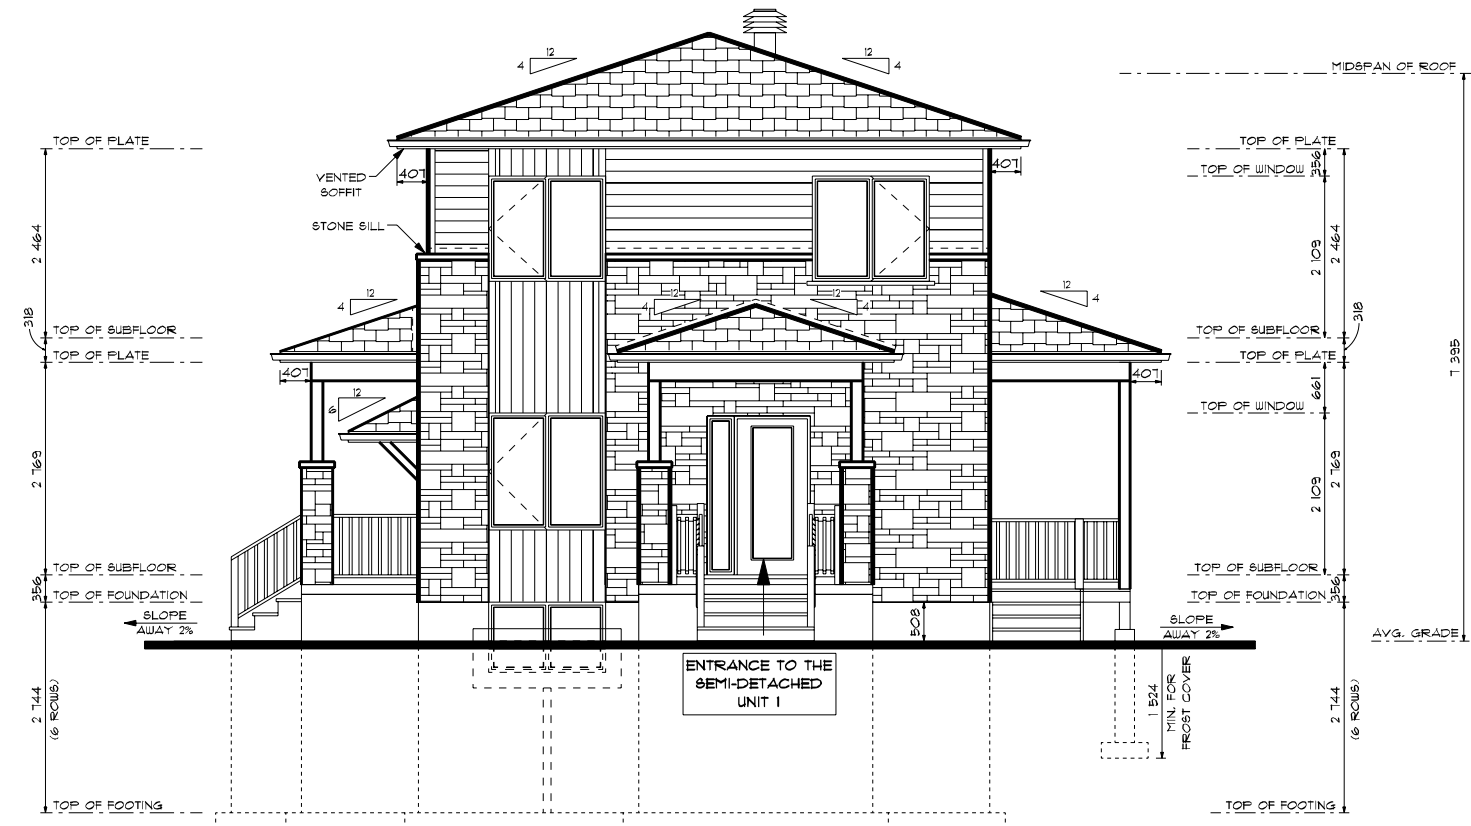 12
4
12
4
MIDSPAN OF ROOF
TOP OF PLATE
TOP OF PLATE
356
407
407
VENTED
SOFFIT
TOP OF WINDOW
STONE SILL
2 464
2 109
2 464
12
4
12
4
12
4
12
4
318
318
TOP OF SUBFLOOR
TOP OF SUBFLOOR
TOP OF PLATE
TOP OF PLATE
7 395
407
407
661
12
6
TOP OF WINDOW
2 769
2 109
2 769
TOP OF SUBFLOOR
TOP OF SUBFLOOR
356
356
TOP OF FOUNDATION
TOP OF FOUNDATION
508
SLOPE
AWAY 2%
SLOPE
AWAY 2%
AVG. GRADE
ENTRANCE TO THE
SEMI-DETACHED
UNIT 1
2 744
(6 ROWS)
1 524
MIN. FOR
FROST COVER
2 744
(6 ROWS)
TOP OF FOOTING
TOP OF FOOTING